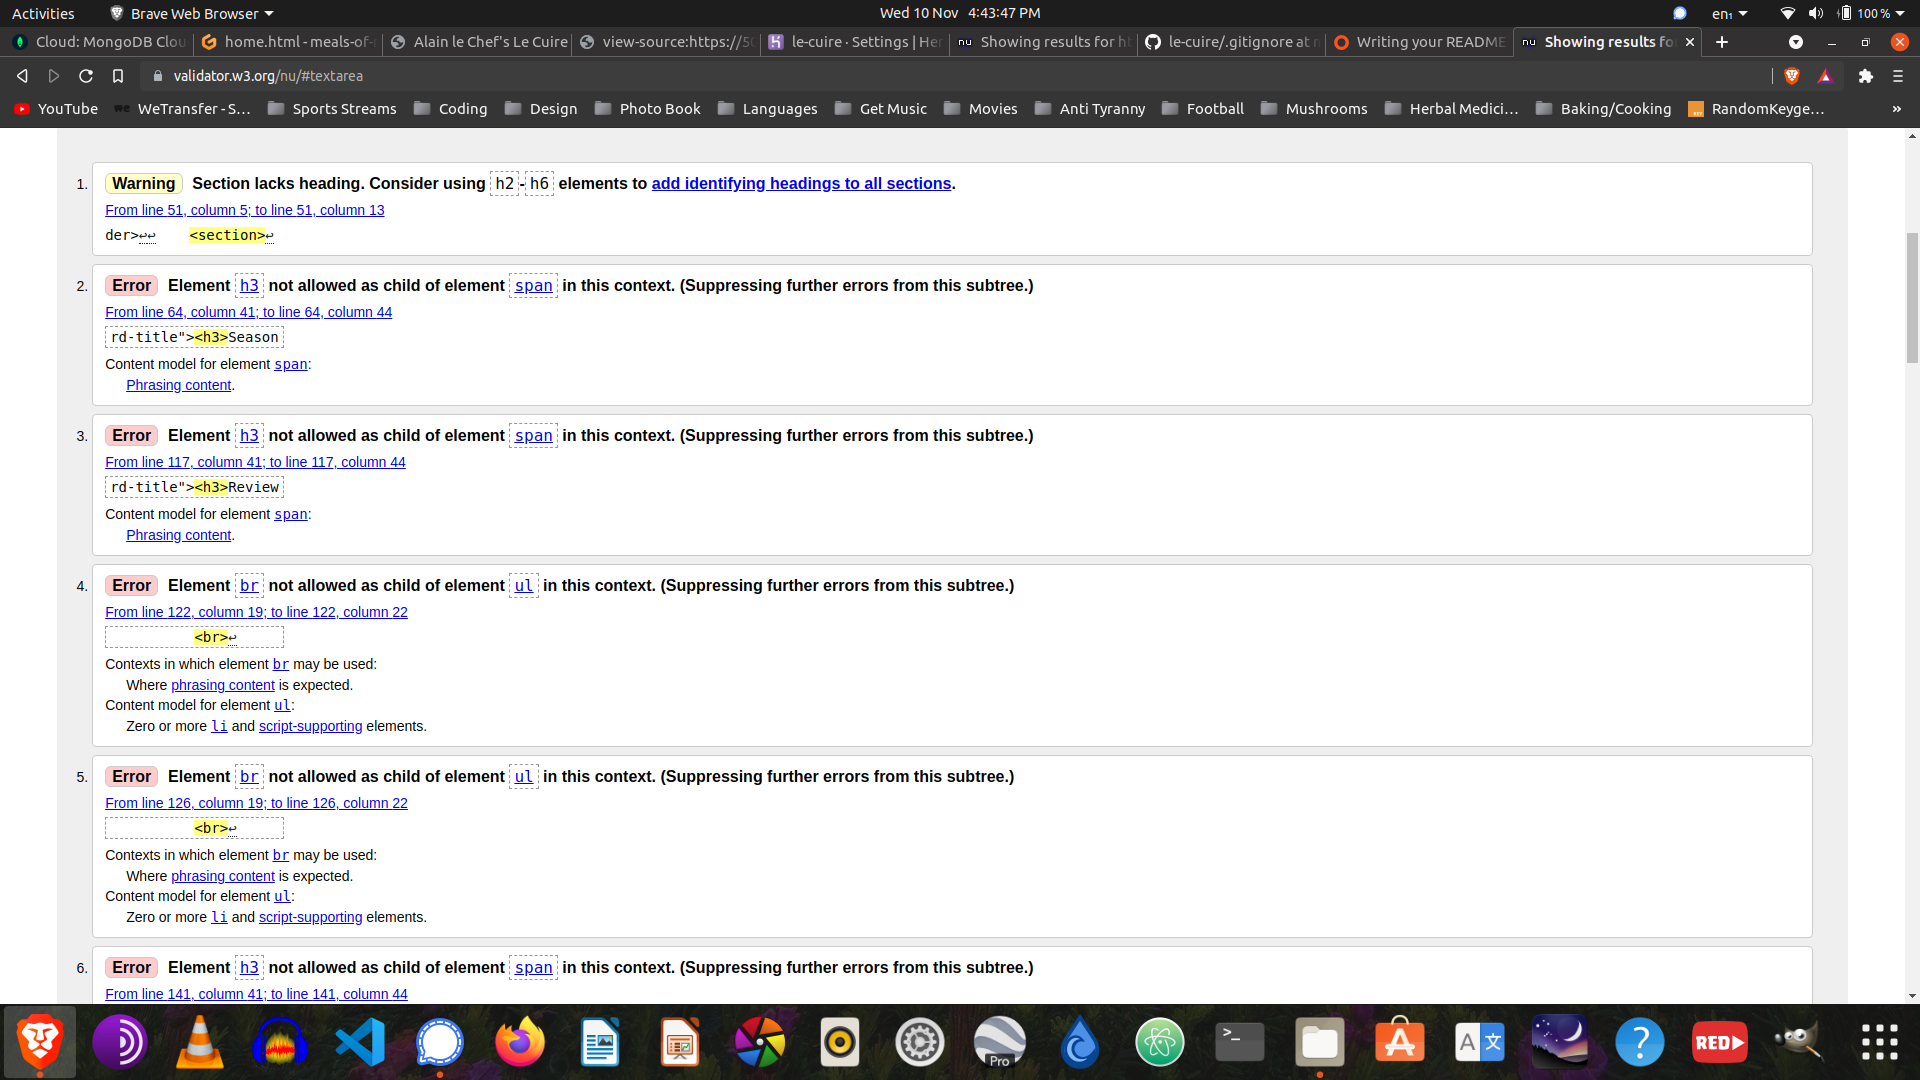 Activities Brave Web Browser Wed 10 Nov 4:43:47 PM en₁ 100 %
Cloud: MongoDB Clou home.html - meals-of- Alain le Chef's Le Cuire view-source:https://5 le-cuire · Settings | Her Showing results for h le-cuire/.gitignore at m Writing your README Showing results fo
validator.w3.org/nu/#textarea
YouTube WeTransfer - S… Sports Streams Coding Design Photo Book Languages Get Music Movies Anti Tyranny Football Mushrooms Herbal Medici… Baking/Cooking RandomKeyge… »
1. Warning Section lacks heading. Consider using h2-h6 elements to add identifying headings to all sections.
From line 51, column 5; to line 51, column 13
der>↩↩    <section>↩
2. Error Element h3 not allowed as child of element span in this context. (Suppressing further errors from this subtree.)
From line 64, column 41; to line 64, column 44
rd-title"><h3>Season
Content model for element span:
Phrasing content.
3. Error Element h3 not allowed as child of element span in this context. (Suppressing further errors from this subtree.)
From line 117, column 41; to line 117, column 44
rd-title"><h3>Review
Content model for element span:
Phrasing content.
4. Error Element br not allowed as child of element ul in this context. (Suppressing further errors from this subtree.)
From line 122, column 19; to line 122, column 22
<br>↩
Contexts in which element br may be used:
Where phrasing content is expected.
Content model for element ul:
Zero or more li and script-supporting elements.
5. Error Element br not allowed as child of element ul in this context. (Suppressing further errors from this subtree.)
From line 126, column 19; to line 126, column 22
<br>↩
Contexts in which element br may be used:
Where phrasing content is expected.
Content model for element ul:
Zero or more li and script-supporting elements.
6. Error Element h3 not allowed as child of element span in this context. (Suppressing further errors from this subtree.)
From line 141, column 41; to line 141, column 44
Pro >_ A 文 ? RED